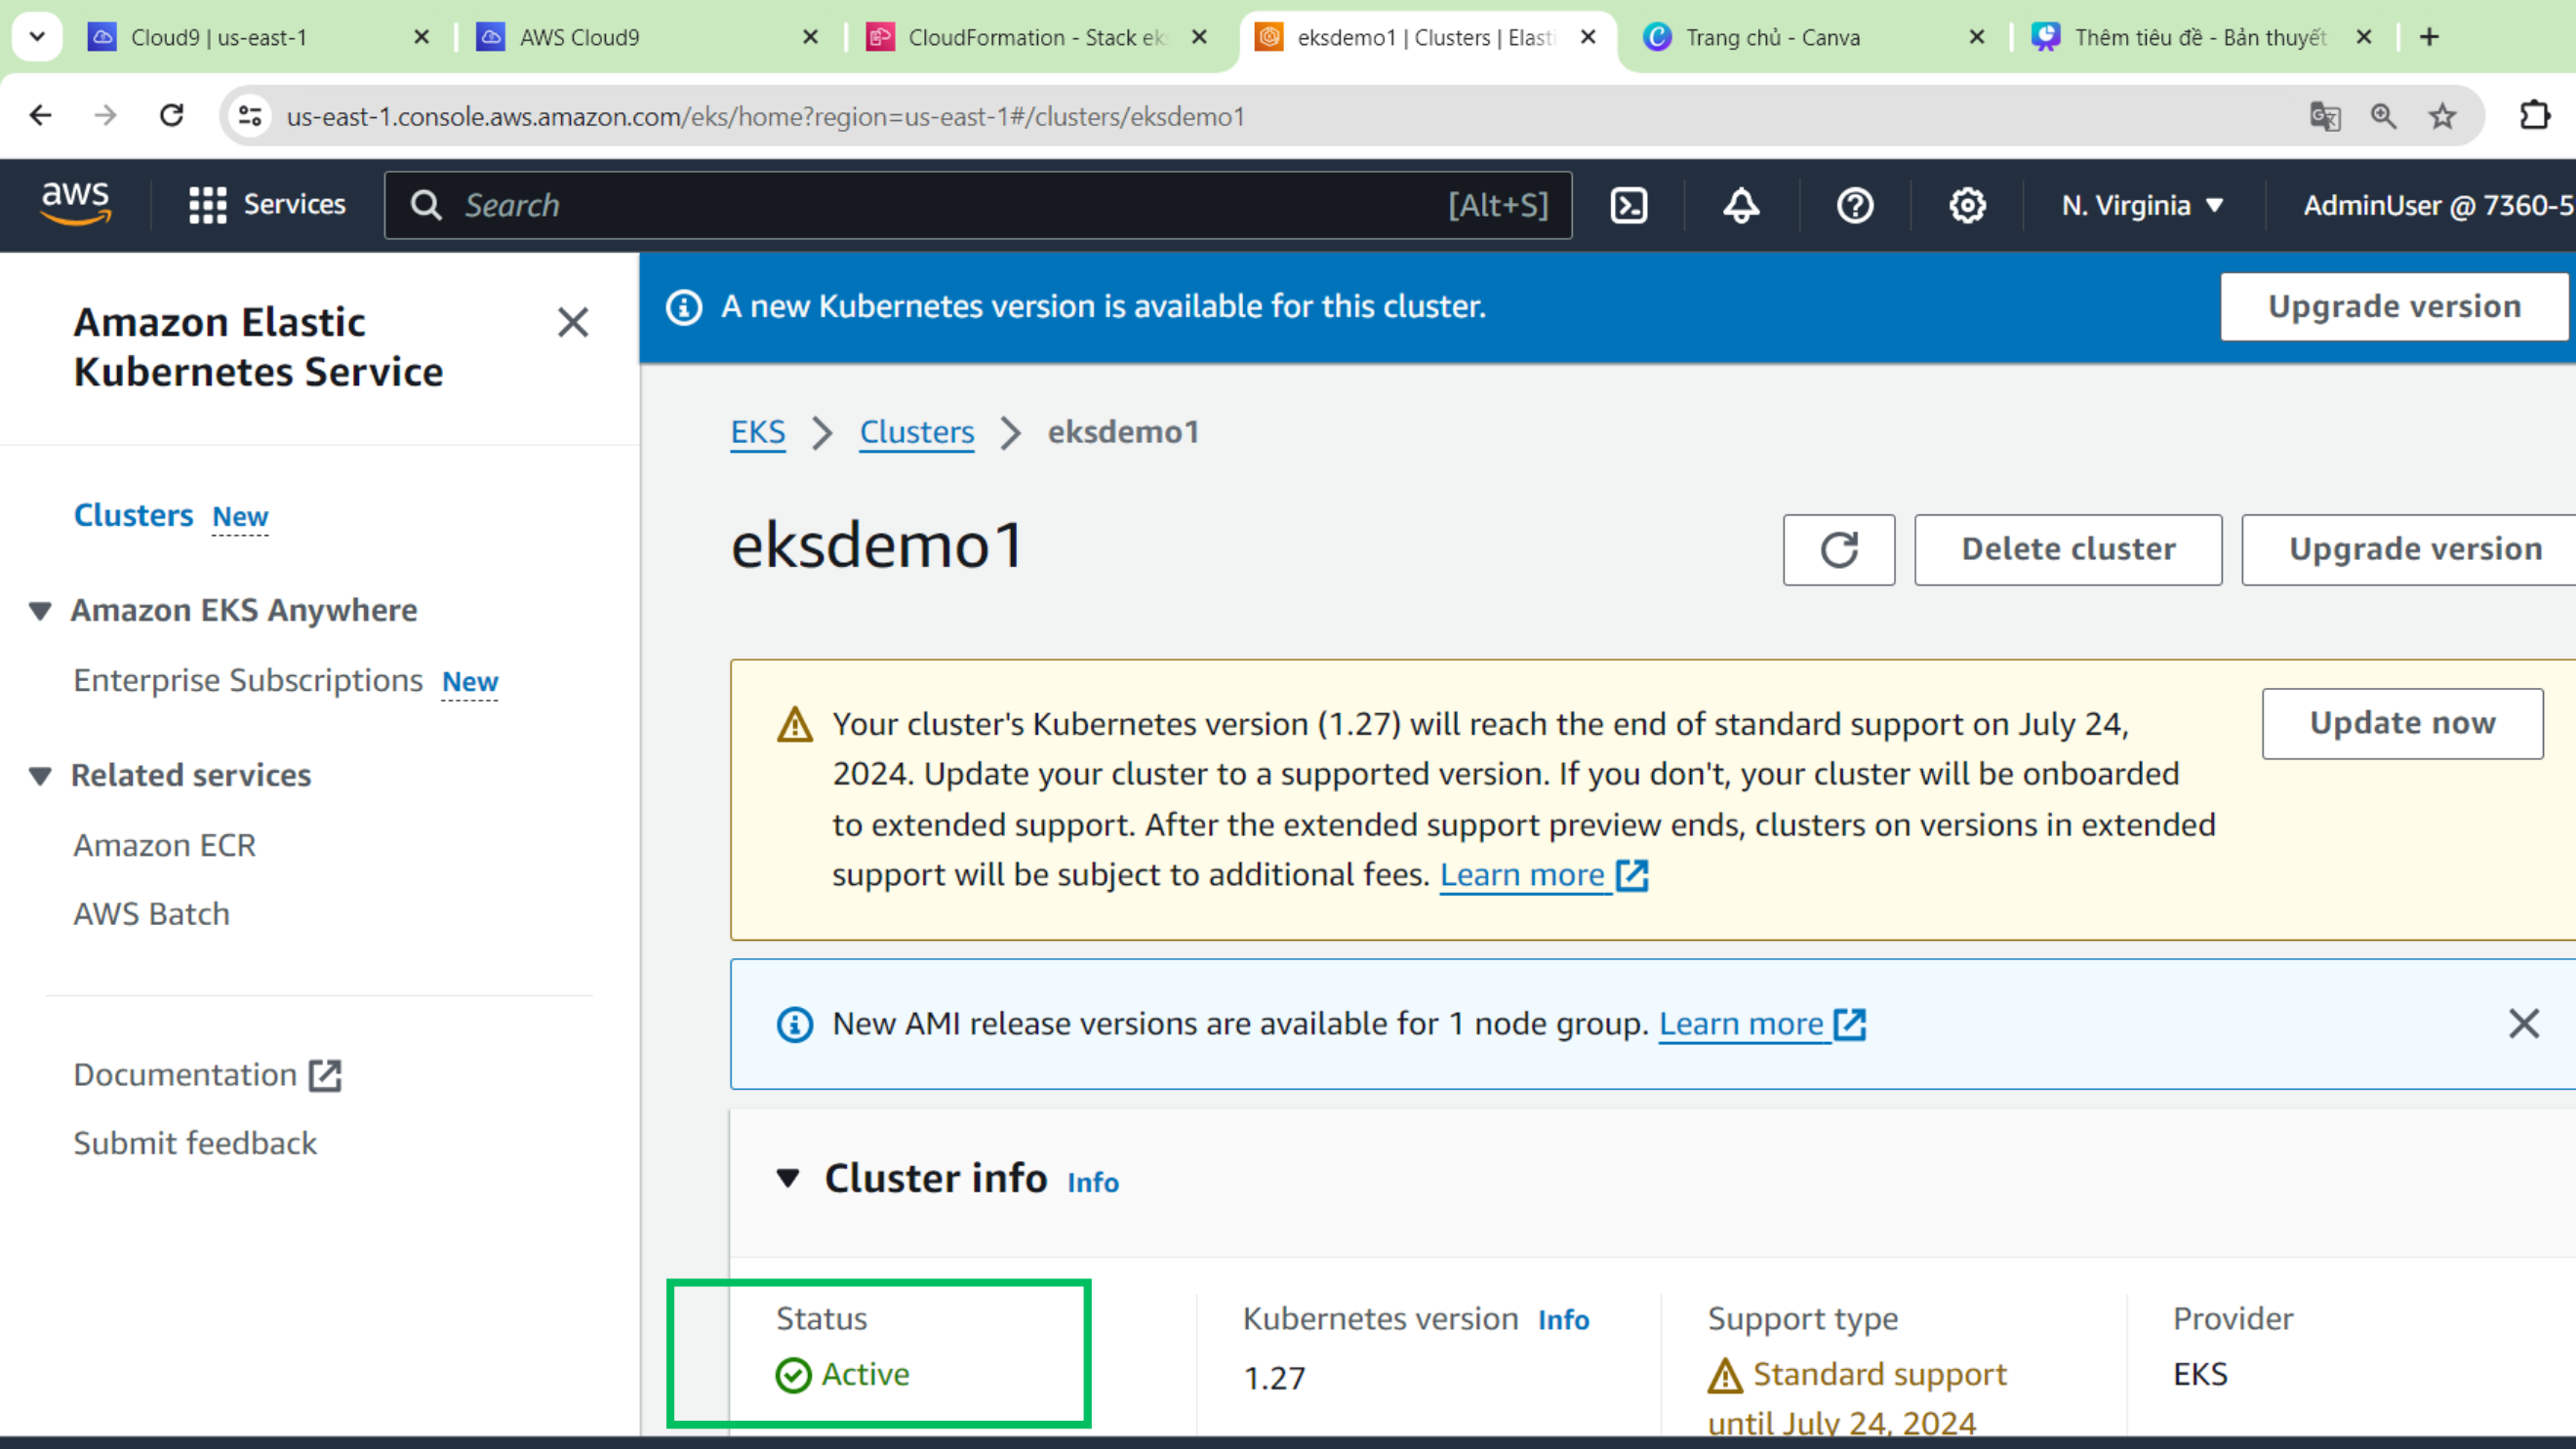 Cloud9 | us-east-1
AWS Cloud9
CloudFormation - Stack eks
eksdemo1 | Clusters | Elasti
Trang chủ - Canva
Thêm tiêu đề - Bản thuyết
us-east-1.console.aws.amazon.com/eks/home?region=us-east-1#/clusters/eksdemo1
aws
Services
Search
[Alt+S]
N. Virginia
AdminUser @ 7360-5
Amazon Elastic
Kubernetes Service
Clusters New
Amazon EKS Anywhere
Enterprise Subscriptions New
Related services
Amazon ECR
AWS Batch
Documentation
Submit feedback
A new Kubernetes version is available for this cluster.
Upgrade version
EKS > Clusters > eksdemo1
eksdemo1
Delete cluster
Upgrade version
Your cluster's Kubernetes version (1.27) will reach the end of standard support on July 24,
2024. Update your cluster to a supported version. If you don't, your cluster will be onboarded
to extended support. After the extended support preview ends, clusters on versions in extended
support will be subject to additional fees. Learn more
Update now
New AMI release versions are available for 1 node group. Learn more
Cluster info Info
Status
Active
Kubernetes version Info
1.27
Support type
Standard support
until July 24, 2024
Provider
EKS